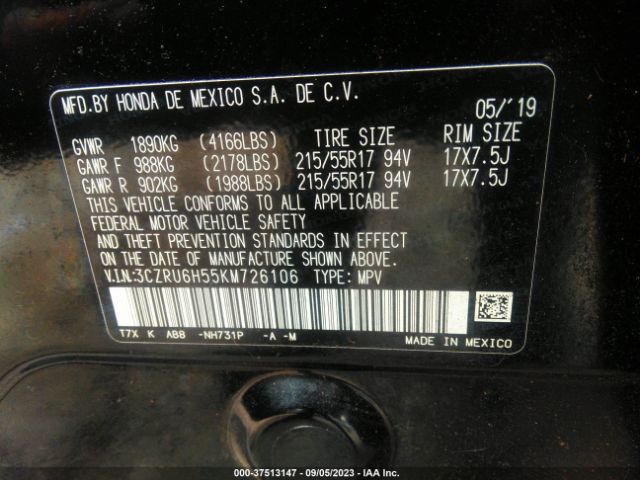 MFD.BY HONDA DE MEXICO S.A. DE C.V. 05/'19
GVWR 1890KG (4166LBS) TIRE SIZE RIM SIZE
GAWR F 988KG (2178LBS) 215/55R17 94V 17X7.5J
GAWR R 902KG (1988LBS) 215/55R17 94V 17X7.5J
THIS VEHICLE CONFORMS TO ALL APPLICABLE
FEDERAL MOTOR VEHICLE SAFETY
AND THEFT PREVENTION STANDARDS IN EFFECT
ON THE DATE OF MANUFACTURE SHOWN ABOVE.
V.I.N.:3CZRU6H55KM726106 TYPE: MPV
T7X K AB8 -NH731P -A -M MADE IN MEXICO
000-37513147 - 09/05/2023 - IAA Inc.